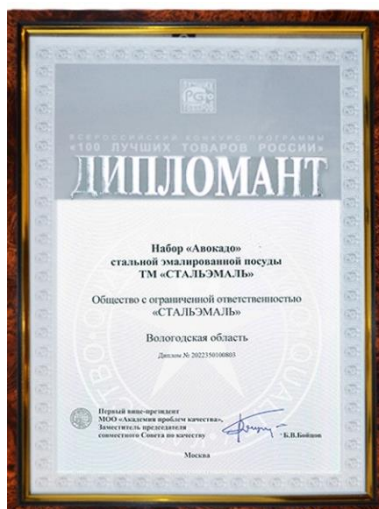 ВСЕРОССИЙСКИЙ КОНКУРС ПРОГРАММЫ
«100 ЛУЧШИХ ТОВАРОВ РОССИИ»
ДИПЛОМАНТ
Набор «Авокадо»
стальной эмалированной посуды
ТМ «СТАЛЬЭМАЛЬ»
Общество с ограниченной ответственностью
«СТАЛЬЭМАЛЬ»
Вологодская область
Диплом № 2022350100803
Первый вице-президент
МОО «Академия проблем качества»,
Заместитель председателя
совместного Совета по качеству
Б.В.Бойцов
Москва